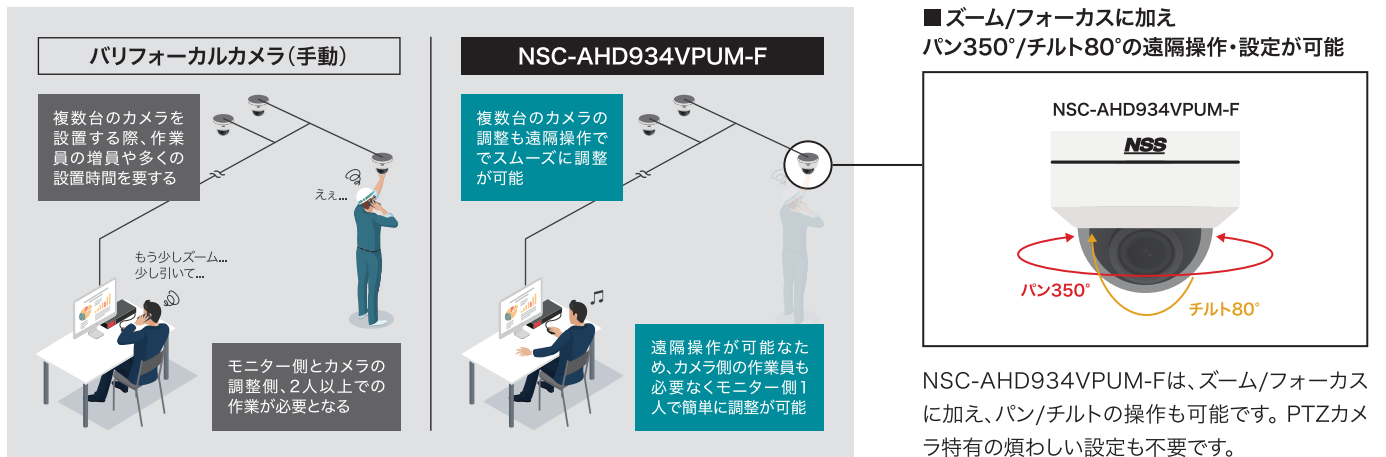 バリフォーカルカメラ（手動）
複数台のカメラを
設置する際、作業
員の増員や多くの
設置時間を要する
えぇ...
もう少しズーム...
少し引いて...
モニター側とカメラの
調整側、2人以上での
作業が必要となる
NSC-AHD934VPUM-F
複数台のカメラの
調整も遠隔操作で
でスムーズに調整
が可能
遠隔操作が可能なた
め、カメラ側の作業員も
必要なくモニター側1
人で簡単に調整が可能
■ズーム/フォーカスに加え
パン350°/チルト80°の遠隔操作・設定が可能
NSC-AHD934VPUM-F
NSS
パン350°
チルト80°
NSC-AHD934VPUM-Fは、ズーム/フォーカス
に加え、パン/チルトの操作も可能です。PTZカメ
ラ特有の煩わしい設定も不要です。